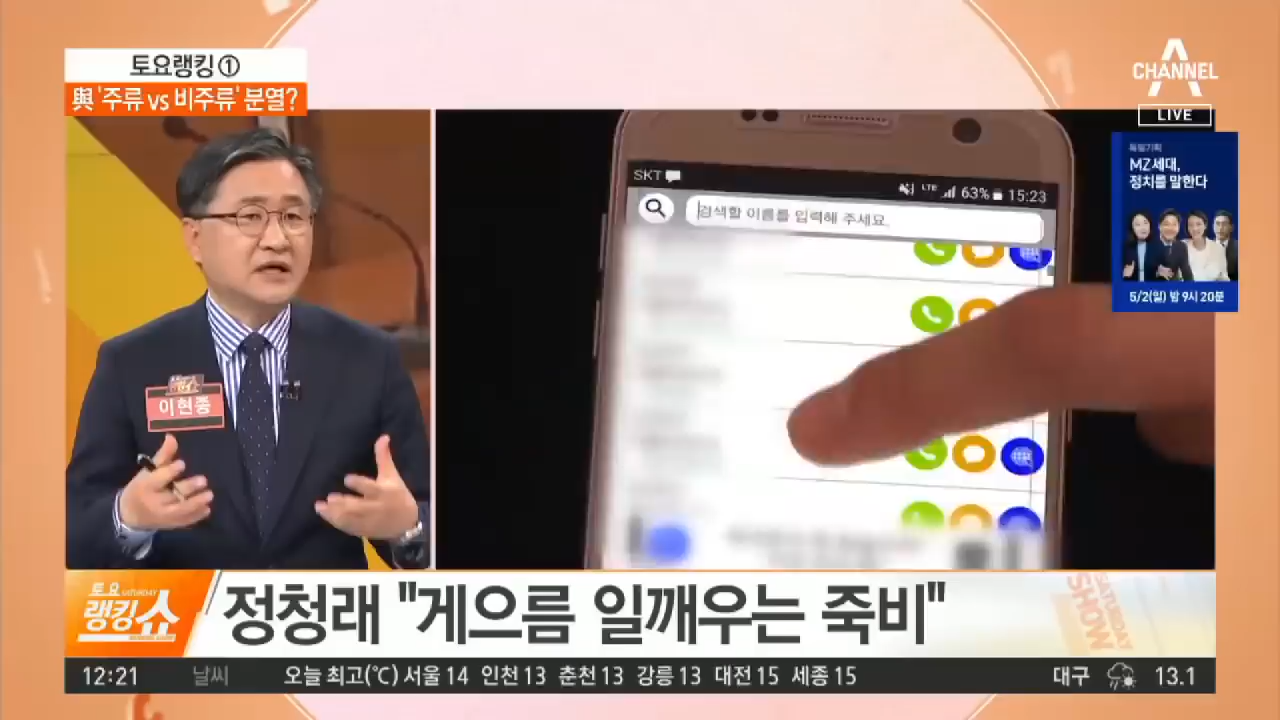 토요랭킹 ①
與 '주류 vs 비주류' 분열?
CHANNEL A
LIVE
특별기획
MZ세대,
정치를 말한다
5/2(일) 밤 9시 20분
SKT
LTE 63% 15:23
검색할 이름를 입력해 주세요.
이현종
토요 SATURDAY
랭킹쇼
정청래 "게으름 일깨우는 죽비"
SATURDAY
SHOW
12:21 날씨 오늘 최고(℃) 서울 14 인천 13 춘천 13 강릉 13 대전 15 세종 15 대구 13.1